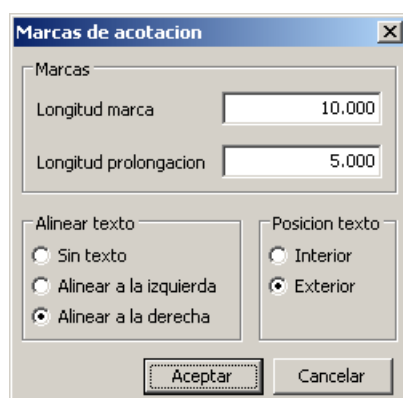 Marcas de acotacion
Marcas
Longitud marca 10.000
Longitud prolongacion 5.000
Alinear texto
Sin texto
Alinear a la izquierda
Alinear a la derecha
Posicion texto
Interior
Exterior
Aceptar Cancelar